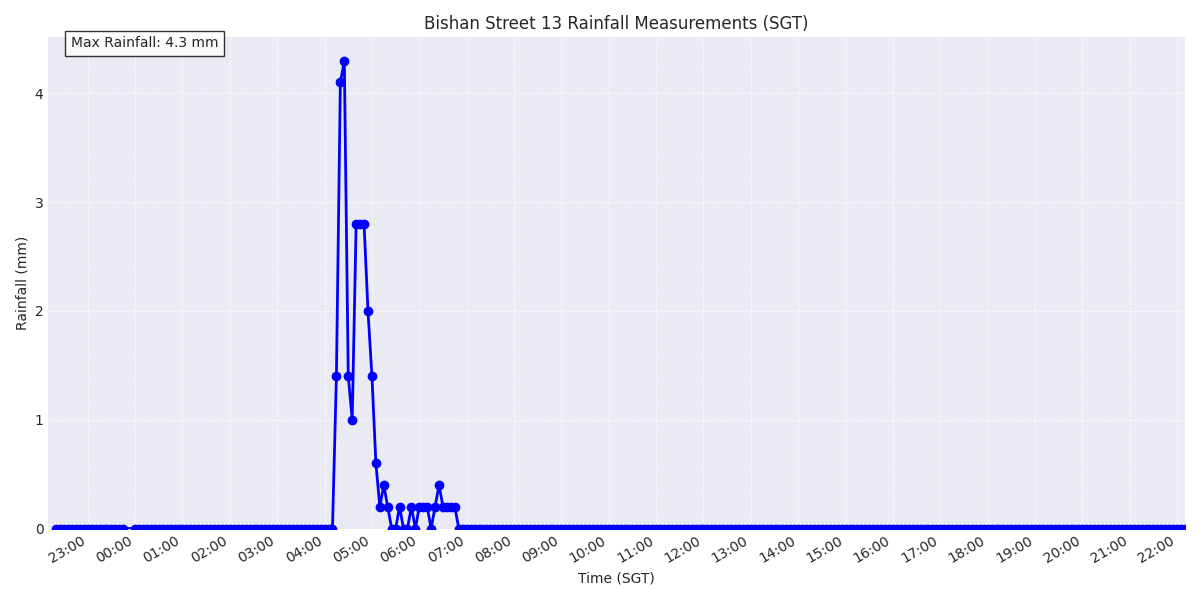 Bishan Street 13 Rainfall Measurements (SGT)
Max Rainfall: 4.3 mm
Rainfall (mm)
4
3
2
1
0
23:00 00:00 01:00 02:00 03:00 04:00 05:00 06:00 07:00 08:00 09:00 10:00 11:00 12:00 13:00 14:00 15:00 16:00 17:00 18:00 19:00 20:00 21:00 22:00
Time (SGT)